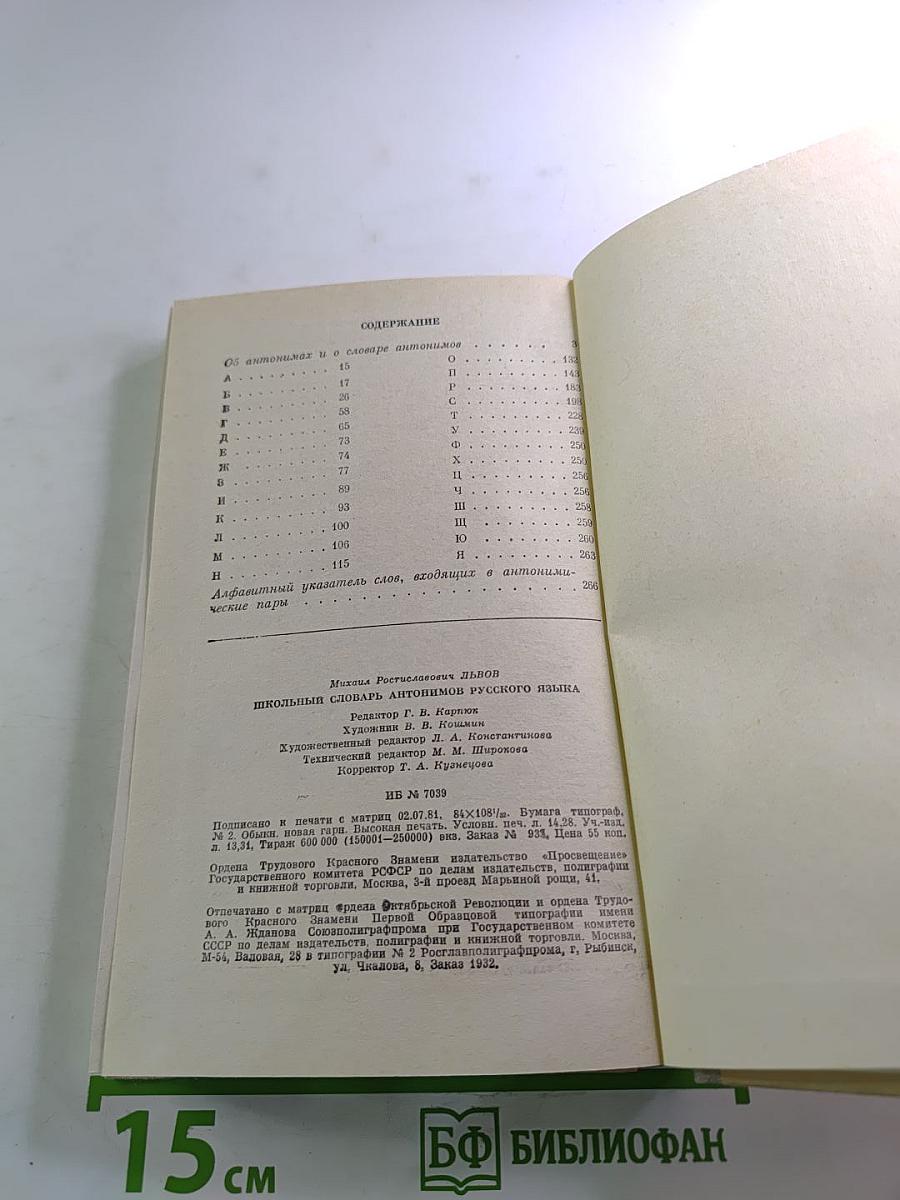 СОДЕРЖАНИЕ
Об антонимах и о словаре антонимов . . . . . . 3
А . . . . . . . . . 15
Б . . . . . . . . . 17
В . . . . . . . . . 26
Г . . . . . . . . . 58
Д . . . . . . . . . 65
Е . . . . . . . . . 73
Ж . . . . . . . . . 74
З . . . . . . . . . 77
И . . . . . . . . . 89
К . . . . . . . . . 93
Л . . . . . . . . . 100
М . . . . . . . . . 106
Н . . . . . . . . . 115
О . . . . . . . . . 132
П . . . . . . . . . 143
Р . . . . . . . . . 183
С . . . . . . . . . 198
Т . . . . . . . . . 228
У . . . . . . . . . 239
Ф . . . . . . . . . 250
Х . . . . . . . . . 250
Ц . . . . . . . . . 256
Ч . . . . . . . . . 256
Ш . . . . . . . . . 258
Щ . . . . . . . . . 259
Ю . . . . . . . . . 260
Я . . . . . . . . . 263
Алфавитный указатель слов, входящих в антоними-
ческие пары . . . . . . . . . . . . . . . . . . 266
Михаил Ростиславович ЛЬВОВ
ШКОЛЬНЫЙ СЛОВАРЬ АНТОНИМОВ РУССКОГО ЯЗЫКА
Редактор Г. В. Карпюк
Художник В. В. Кошмин
Художественный редактор Л. А. Константинова
Технический редактор М. М. Широкова
Корректор Т. А. Кузнецова
ИБ № 7039
Подписано к печати с матриц 02.07.81. 84×108¹/₃₂. Бумага типограф.
№ 2. Обыкн. новая гарн. Высокая печать. Условн. печ. л. 14,28. Уч.-изд.
л. 13,31. Тираж 600 000 (150001—250000) экз. Заказ № Цена 55 коп.
Ордена Трудового Красного Знамени издательство «Просвещение»
Государственного комитета РСФСР по делам издательств, полиграфии
и книжной торговли. Москва, 3-й проезд Марьиной рощи, 41.
Отпечатано с матриц ордена Октябрьской Революции и ордена Трудо-
вого Красного Знамени Первой Образцовой типографии имени
А. А. Жданова Союзполиграфпрома при Государственном комитете
СССР по делам издательств, полиграфии и книжной торговли. Москва,
М-54, Валовая, 28 в типографии № 2 Росглавполиграфпрома, г. Рыбинск,
ул. Чкалова, 8. Заказ 1932.
15 см
БФ БИБЛИОФАН